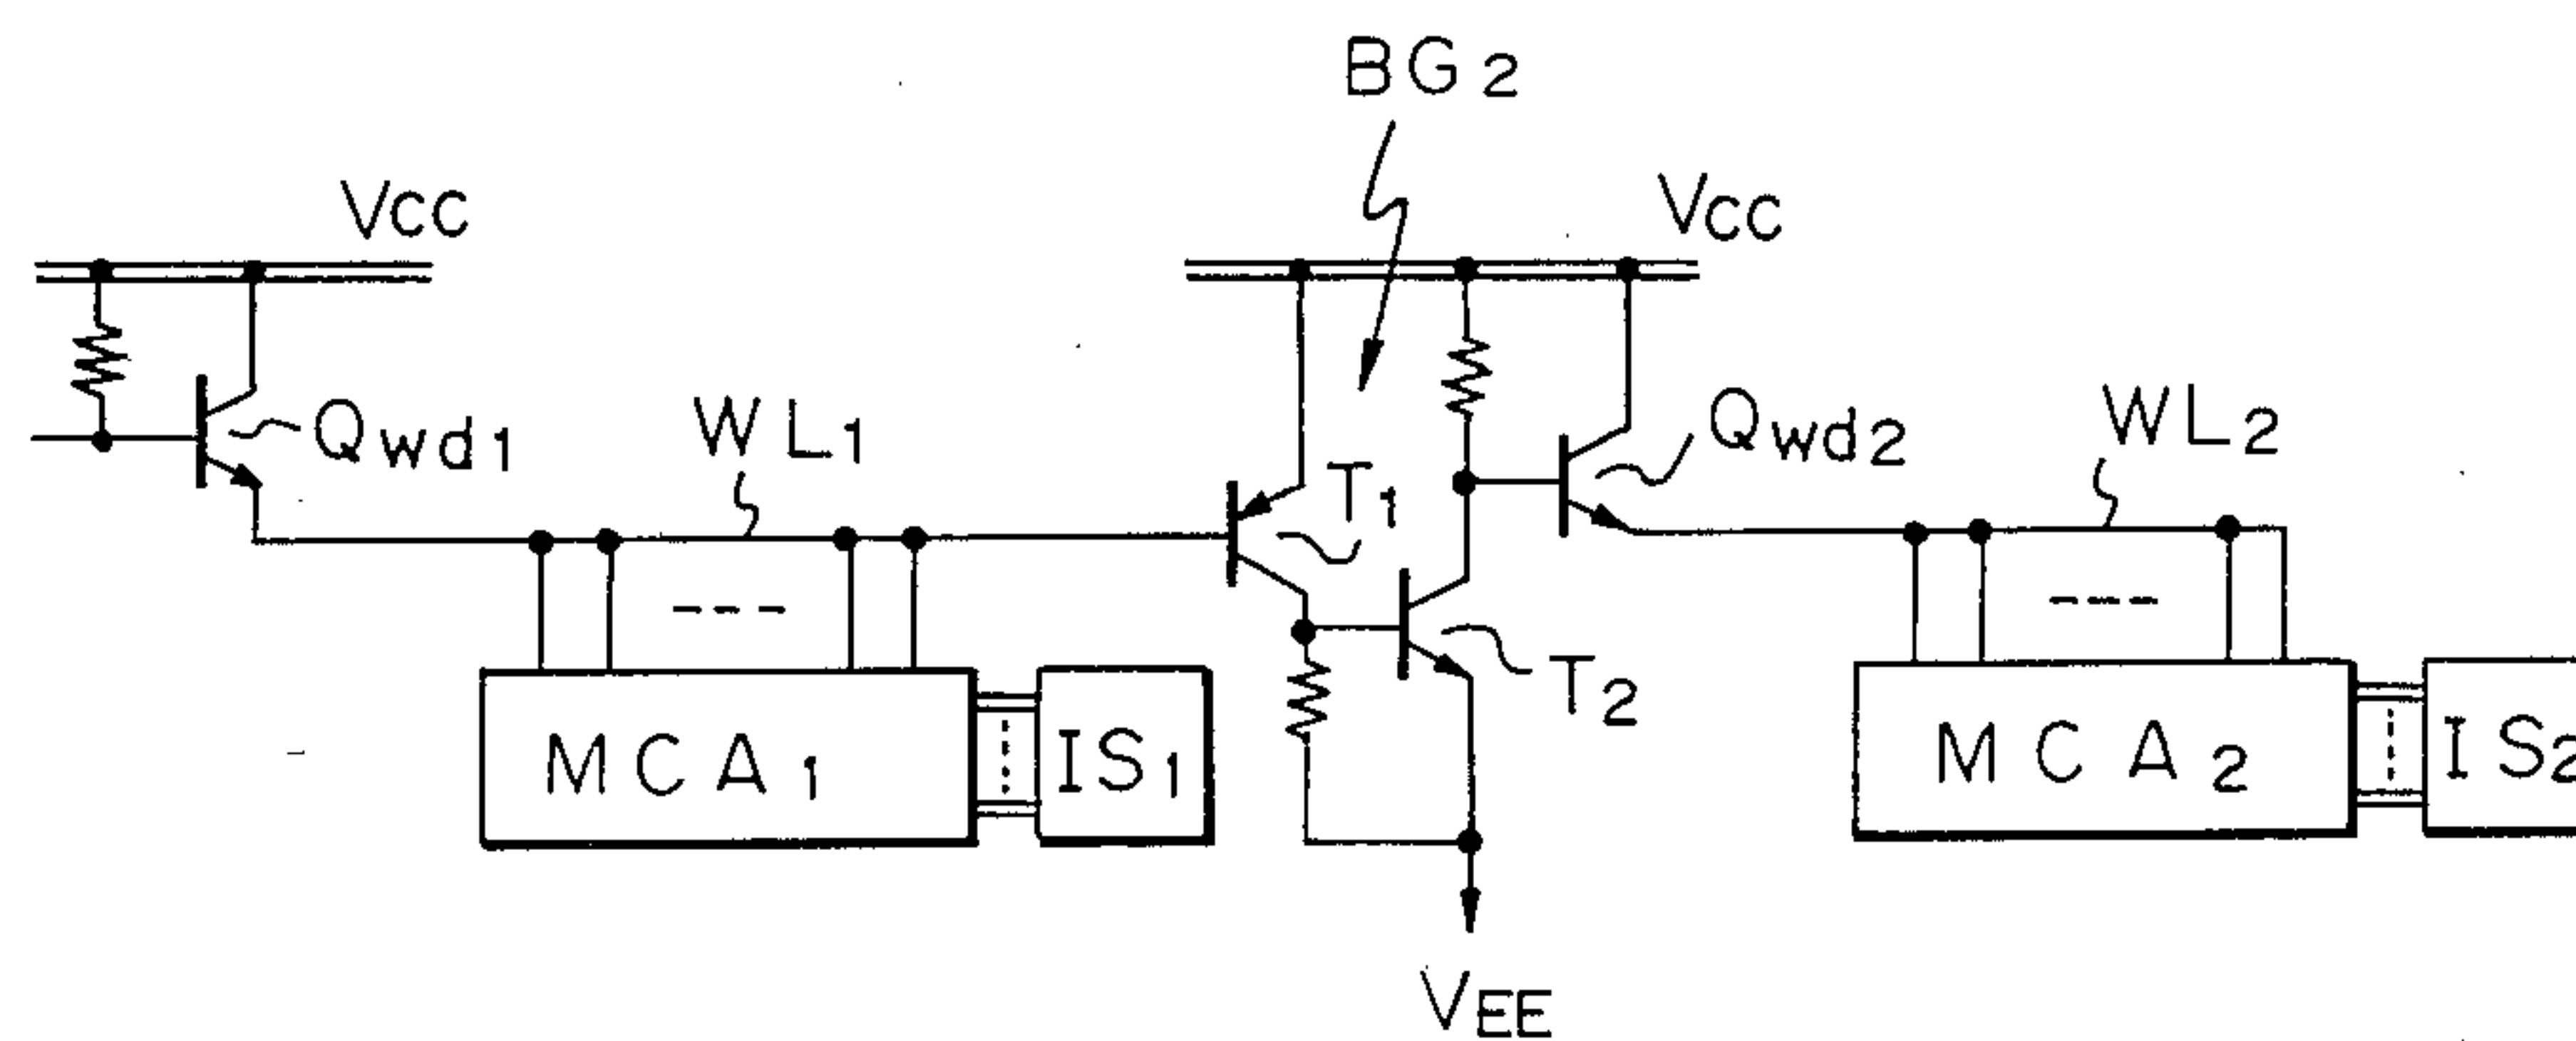 BG2
Vcc
Vcc
Qwd1
WL1
T1
Qwd2
WL2
T2
MCA1
IS1
MCA2
IS2
VEE